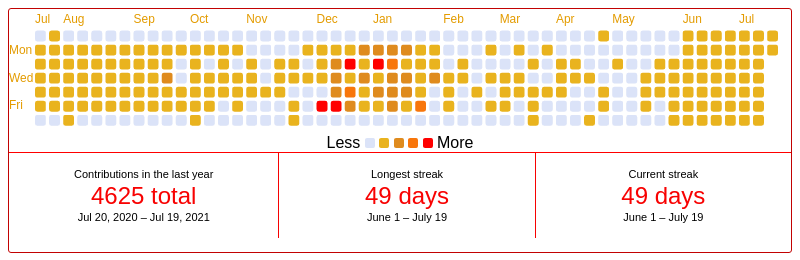 Jul Aug Sep Oct Nov Dec Jan Feb Mar Apr May Jun Jul
Mon
Wed
Fri
Less More
Contributions in the last year
4625 total
Jul 20, 2020 – Jul 19, 2021
Longest streak
49 days
June 1 – July 19
Current streak
49 days
June 1 – July 19